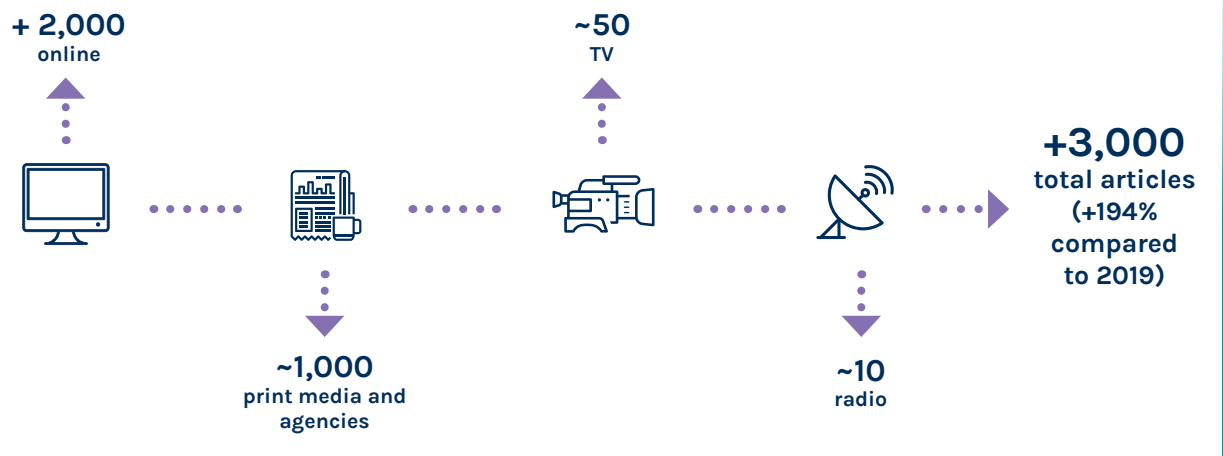 + 2,000
online
~50
TV
+3,000
total articles
(+194%
compared
to 2019)
~1,000
print media and
agencies
~10
radio